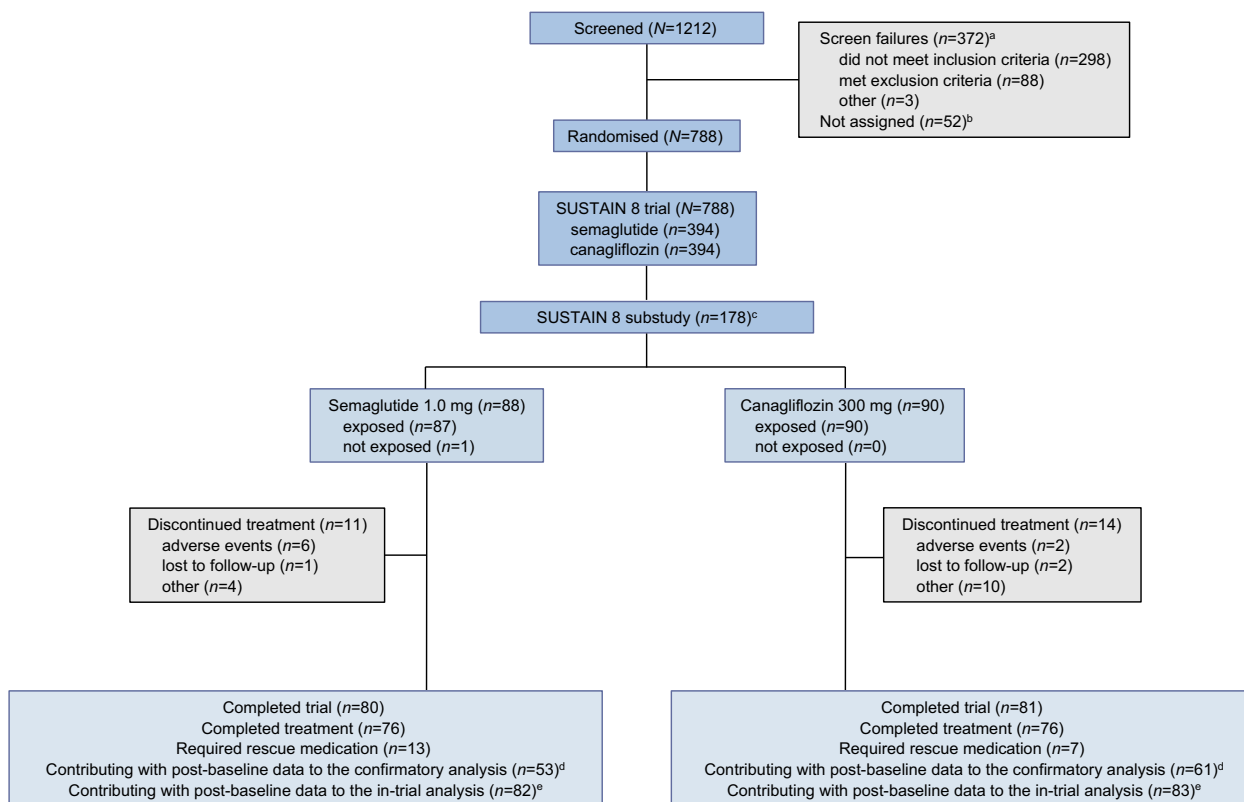 Screened (N=1212)
Screen failures (n=372)ᵃ
did not meet inclusion criteria (n=298)
met exclusion criteria (n=88)
other (n=3)
Not assigned (n=52)ᵇ
Randomised (N=788)
SUSTAIN 8 trial (N=788)
semaglutide (n=394)
canagliflozin (n=394)
SUSTAIN 8 substudy (n=178)ᶜ
Semaglutide 1.0 mg (n=88)
exposed (n=87)
not exposed (n=1)
Canagliflozin 300 mg (n=90)
exposed (n=90)
not exposed (n=0)
Discontinued treatment (n=11)
adverse events (n=6)
lost to follow-up (n=1)
other (n=4)
Discontinued treatment (n=14)
adverse events (n=2)
lost to follow-up (n=2)
other (n=10)
Completed trial (n=80)
Completed treatment (n=76)
Required rescue medication (n=13)
Contributing with post-baseline data to the confirmatory analysis (n=53)ᵈ
Contributing with post-baseline data to the in-trial analysis (n=82)ᵉ
Completed trial (n=81)
Completed treatment (n=76)
Required rescue medication (n=7)
Contributing with post-baseline data to the confirmatory analysis (n=61)ᵈ
Contributing with post-baseline data to the in-trial analysis (n=83)ᵉ